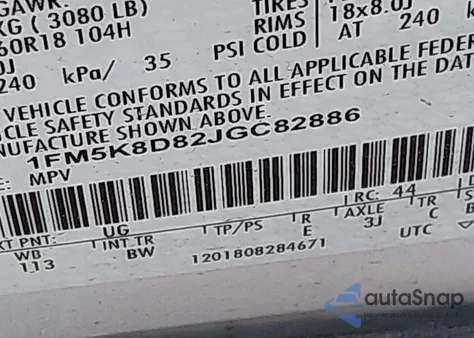 GAWR:
TIRES
18x8.0J
KG ( 3080 LB)
RIMS
AT 240
60R18 104H
PSI COLD
240 kPa/ 35
VEHICLE CONFORMS TO ALL APPLICABLE FEDER
CLE SAFETY STANDARDS IN EFFECT ON THE DAT
NUFACTURE SHOWN ABOVE.
1FM5K8D82JGC82886
E: MPV
XT PNT: UG
RC: 44
WB INT TR TP/PS R AXLE TR
113 BW E 3J C
1201808284671
UTC
autoSnap